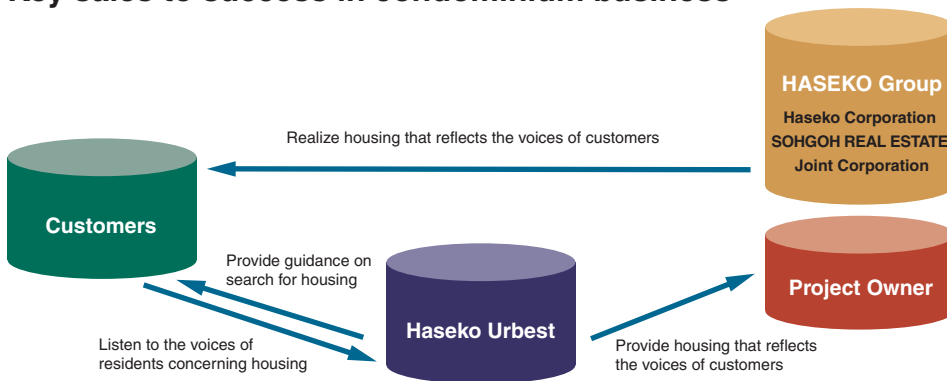 HASEKO Group
Haseko Corporation
SOHGOH REAL ESTATE
Joint Corporation
Realize housing that reflects the voices of customers
Customers
Provide guidance on
search for housing
Haseko Urbest
Project Owner
Listen to the voices of
residents concerning housing
Provide housing that reflects
the voices of customers